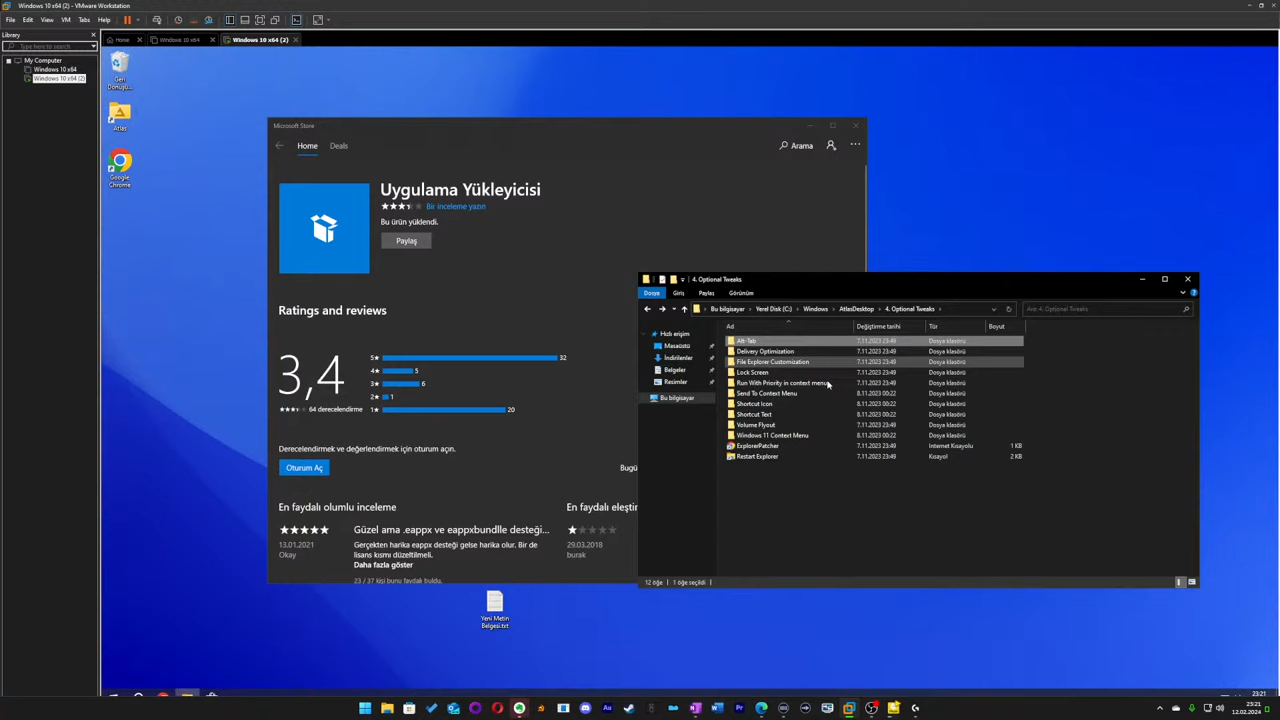 Windows 10 x64 (2) - VMware Workstation
File Edit View VM Tabs Help
Library
Type here to search
My Computer
Windows 10 x64
Windows 10 x64 (2)
Home
Windows 10 x64
Windows 10 x64 (2)
Geri
Dönüşü...
Atlas
Google
Chrome
Microsoft Store
Home Deals Arama
Uygulama Yükleyicisi
Bir inceleme yazın
Bu ürün yüklendi.
Paylaş
Ratings and reviews
3,4
64 derecelendirme
5★ 32
4★ 5
3★ 6
2★ 1
1★ 20
Derecelendirmek ve değerlendirmek için oturum açın.
Oturum Aç
Bugü
En faydalı olumlu inceleme
En faydalı eleştir
Güzel ama .eappx ve eappxbundlle desteği...
13.01.2021
Okay
Gerçekten harika eappx desteği gelse harika olur. Bir de
lisans kısmı düzeltilmeli.
Daha fazla göster
23 / 37 kişi bunu faydalı buldu.
29.03.2018
burak
4. Optional Tweaks
Dosya Giriş Paylaş Görünüm
Bu bilgisayar > Yerel Disk (C:) > Windows > AtlasDesktop > 4. Optional Tweaks >
Ara: 4. Optional Tweaks
Hızlı erişim
Masaüstü
İndirilenler
Belgeler
Resimler
Bu bilgisayar
Ad Değiştirme tarihi Tür Boyut
Alt-Tab 7.11.2023 23:49 Dosya klasörü
Delivery Optimization 7.11.2023 23:49 Dosya klasörü
File Explorer Customization 7.11.2023 23:49 Dosya klasörü
Lock Screen 7.11.2023 23:49 Dosya klasörü
Run With Priority in context menu 7.11.2023 23:49 Dosya klasörü
Send To Context Menu 8.11.2023 00:22 Dosya klasörü
Shortcut Icon 8.11.2023 00:22 Dosya klasörü
Shortcut Text 8.11.2023 00:22 Dosya klasörü
Volume Flyout 7.11.2023 23:49 Dosya klasörü
Windows 11 Context Menu 8.11.2023 00:22 Dosya klasörü
ExplorerPatcher 7.11.2023 23:49 İnternet Kısayolu 1 KB
Restart Explorer 7.11.2023 23:49 Kısayol 2 KB
12 öğe 1 öğe seçildi
Yeni Metin
Belgesi.txt
23:21
23:21
12.02.2024